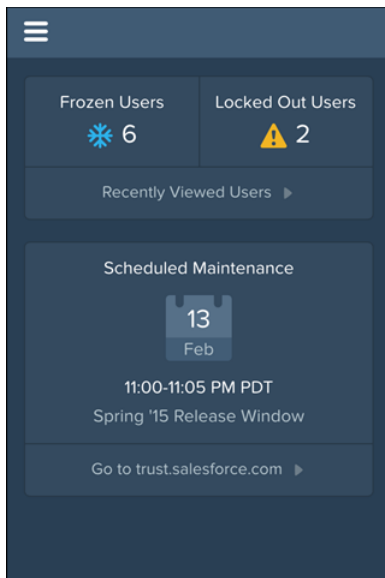 Frozen Users
6
Locked Out Users
2
Recently Viewed Users
Scheduled Maintenance
13
Feb
11:00-11:05 PM PDT
Spring '15 Release Window
Go to trust.salesforce.com